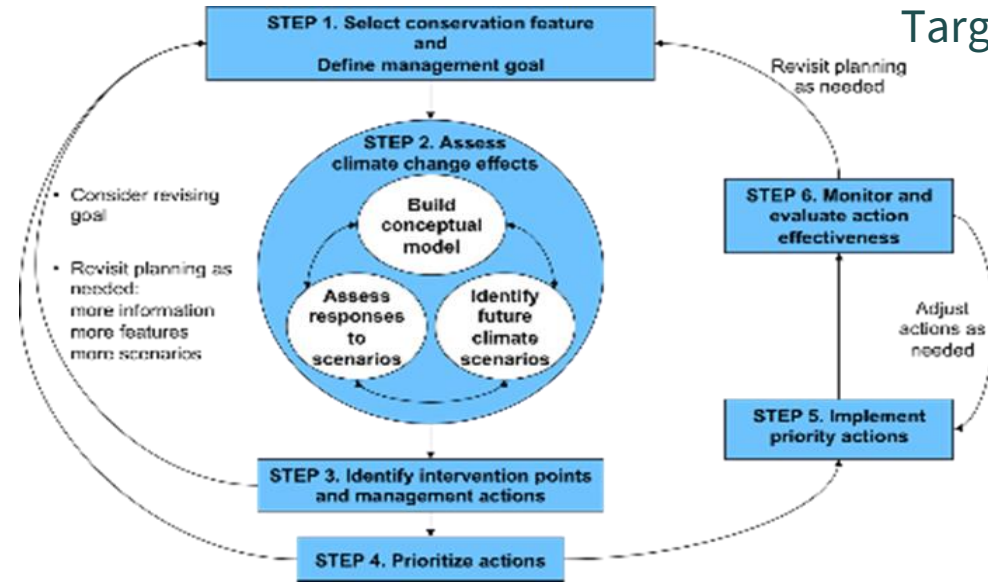 Targ
STEP 1. Select conservation feature
and
Define management goal
Revisit planning
as needed
STEP 2. Assess
climate change effects
Build
conceptual
model
Assess
responses
to
scenarios
Identify
future
climate
scenarios
• Consider revising
goal
• Revisit planning as
needed:
more information
more features
more scenarios
STEP 6. Monitor and
evaluate action
effectiveness
Adjust
actions as
needed
STEP 5. Implement
priority actions
STEP 3. Identify intervention points
and management actions
STEP 4. Prioritize actions